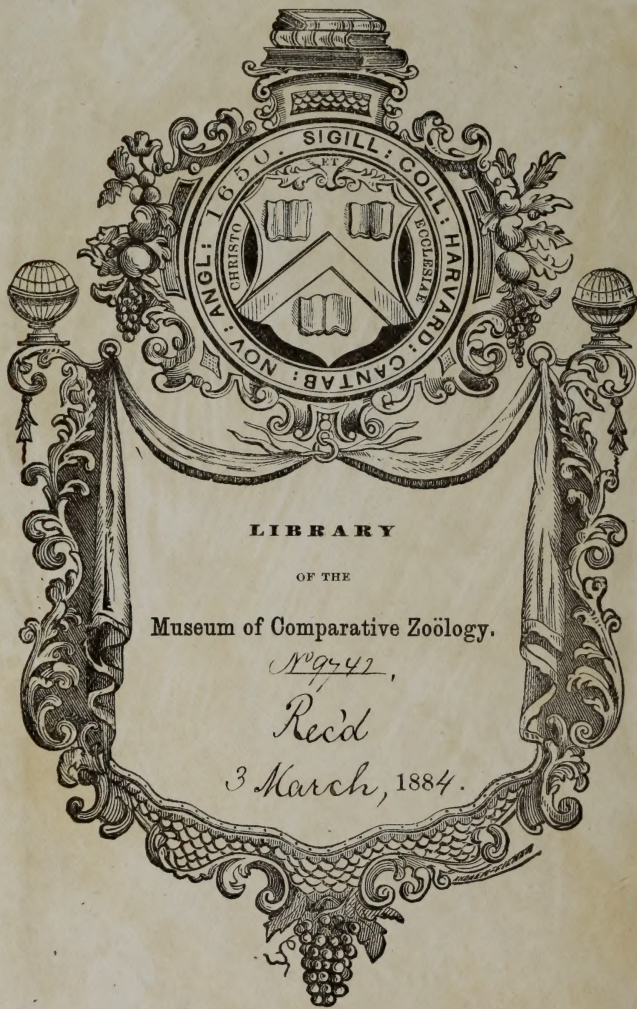 SIGILL: COLL: HARVARD: CANTAB: NOV: ANGL: 1650.
ET
CHRISTO
ECCLESIAE
LIBRARY
OF THE
Museum of Comparative Zoölogy.
No 9742.
Rec'd
3 March, 1884.